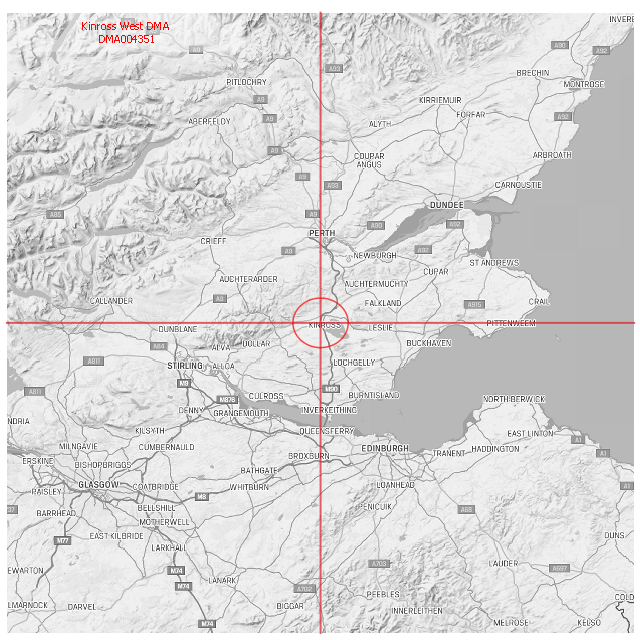 Kinross West DMA
DMA004351
INVERE
A90
A92
A9
A93
BRECHIN
PITLOCHRY
MONTROSE
A9
KIRRIEMUIR
FORFAR
A92
ABERFELDY
A9
ALYTH
A9
COUPAR
ANGUS
ARBROATH
A9
A93
CARNOUSTIE
DUNDEE
A85
A9
A90
A92
PERTH
CRIEFF
A9
NEWBURGH
A92
ST ANDREWS
CUPAR
AUCHTERARDER
AUCHTERMUCHTY
CALLANDER
A9
FALKLAND
A915
CRAIL
DUNBLANE
KINROSS
LESLIE
PITTENWEEM
DOLLAR
BUCKHAVEN
A84
ALVA
A811
STIRLING
ALLOA
LOCHGELLY
M9
M90
A811
CULROSS
BURNTISLAND
M876
NORTH BERWICK
DENNY
GRANGEMOUTH
INVERKEITHING
NDRIA
KILSYTH
QUEENSFERRY
EAST LINTON
A1
MILNGAVIE
CUMBERNAULD
EDINBURGH
HADDINGTON
A1
ERSKINE
BISHOPBRIGGS
BROXBURN
TRANENT
BATHGATE
GLASGOW
COATBRIDGE
WHITBURN
LOANHEAD
A1
PAISLEY
M8
BELLSHILL
PENICUIK
A68
37
BARRHEAD
MOTHERWELL
M77
EAST KILBRIDE
DUNS
LARKHALL
A703
LAUDER
A697
EWARTON
M74
LANARK
M74
A702
PEEBLES
COLD
LMARNOCK
DARVEL
BIGGAR
INNERLEITHEN
M74
MELROSE
KELSO